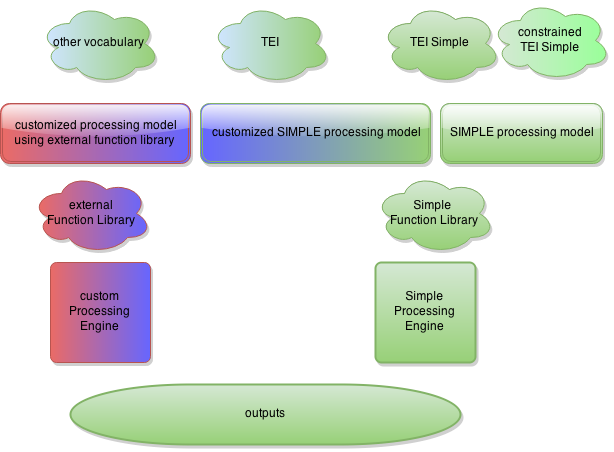 other vocabulary
TEI
TEI Simple
constrained
TEI Simple
customized processing model
using external function library
customized SIMPLE processing model
SIMPLE processing model
external
Function Library
Simple
Function Library
custom
Processing
Engine
Simple
Processing
Engine
outputs